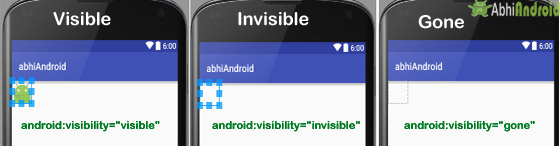 Visible
6:00
abhiAndroid
android:visibility="visible"
Invisible
6:00
abhiAndroid
android:visibility="invisible"
Gone
AbhiAndroid
6:00
abhiAndroid
android:visibility="gone"